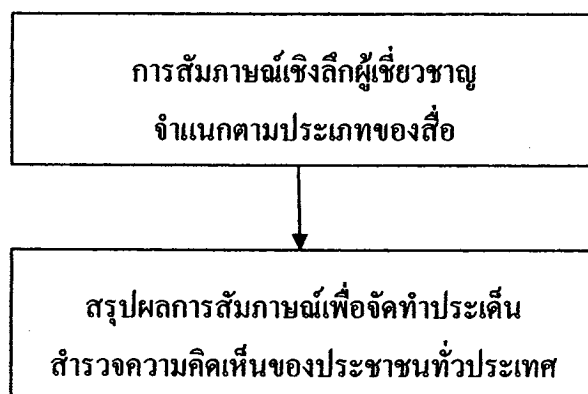 การสัมภาษณ์เชิงลึกผู้เชี่ยวชาญ
จำแนกตามประเภทของสื่อ
สรุปผลการสัมภาษณ์เพื่อจัดทำประเด็น
สำรวจความคิดเห็นของประชาชนทั่วประเทศ